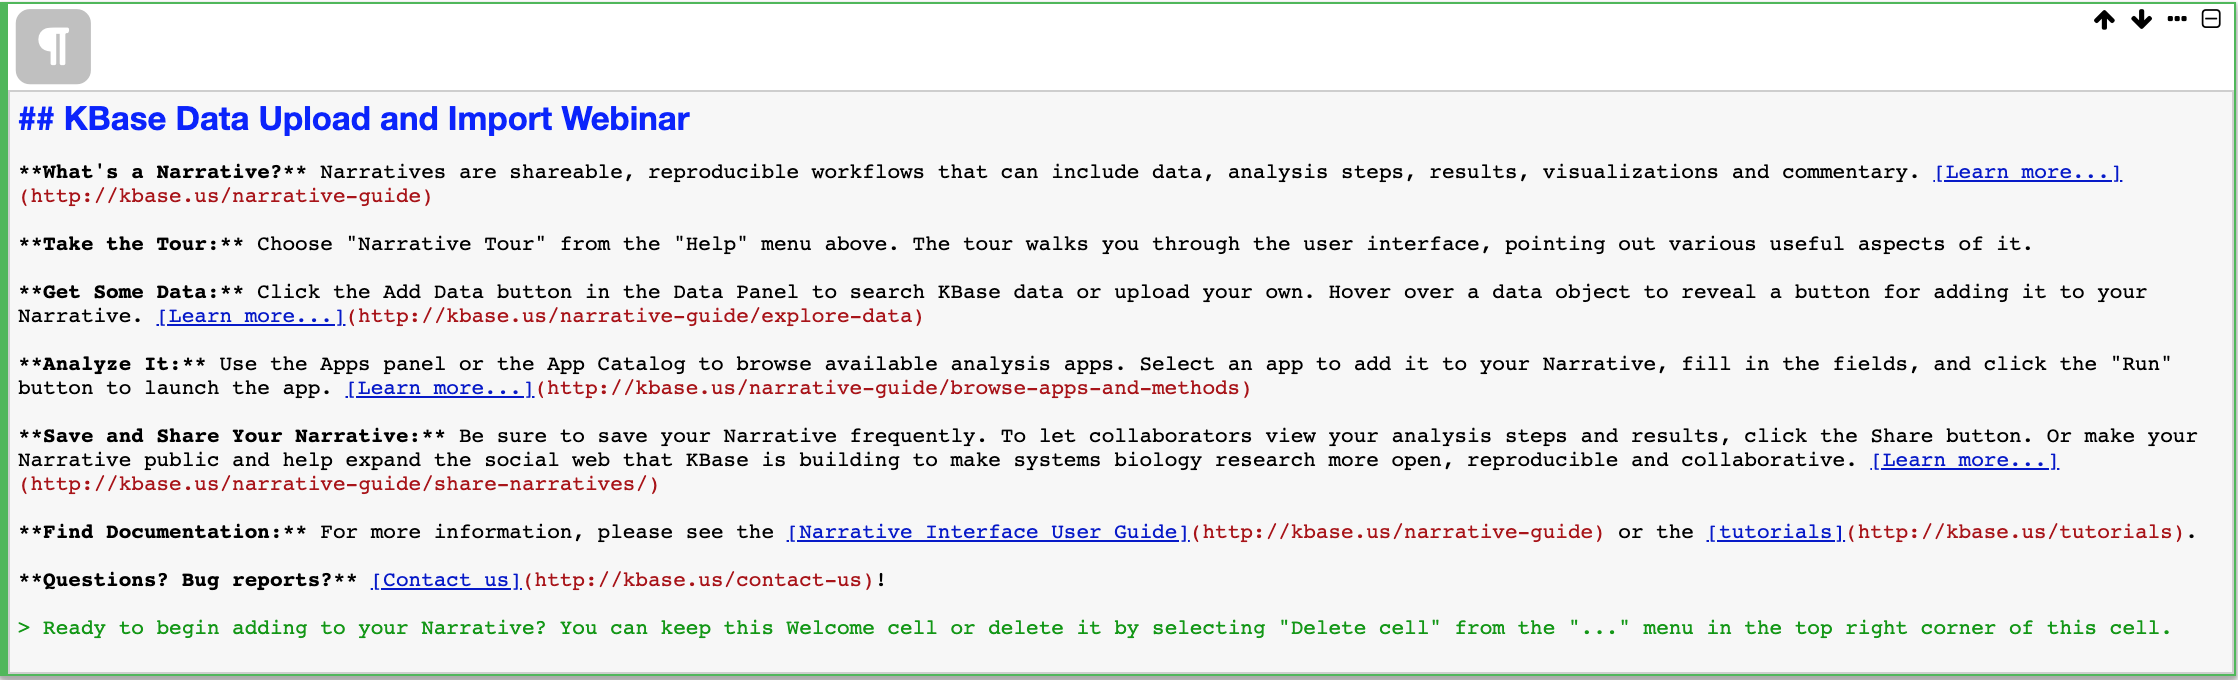 ¶
## KBase Data Upload and Import Webinar
**What's a Narrative?** Narratives are shareable, reproducible workflows that can include data, analysis steps, results, visualizations and commentary. [Learn more...]
(http://kbase.us/narrative-guide)
**Take the Tour:** Choose "Narrative Tour" from the "Help" menu above. The tour walks you through the user interface, pointing out various useful aspects of it.
**Get Some Data:** Click the Add Data button in the Data Panel to search KBase data or upload your own. Hover over a data object to reveal a button for adding it to your
Narrative. [Learn more...](http://kbase.us/narrative-guide/explore-data)
**Analyze It:** Use the Apps panel or the App Catalog to browse available analysis apps. Select an app to add it to your Narrative, fill in the fields, and click the "Run"
button to launch the app. [Learn more...](http://kbase.us/narrative-guide/browse-apps-and-methods)
**Save and Share Your Narrative:** Be sure to save your Narrative frequently. To let collaborators view your analysis steps and results, click the Share button. Or make your
Narrative public and help expand the social web that KBase is building to make systems biology research more open, reproducible and collaborative. [Learn more...]
(http://kbase.us/narrative-guide/share-narratives/)
**Find Documentation:** For more information, please see the [Narrative Interface User Guide](http://kbase.us/narrative-guide) or the [tutorials](http://kbase.us/tutorials).
**Questions? Bug reports?** [Contact us](http://kbase.us/contact-us)!
> Ready to begin adding to your Narrative? You can keep this Welcome cell or delete it by selecting "Delete cell" from the "..." menu in the top right corner of this cell.